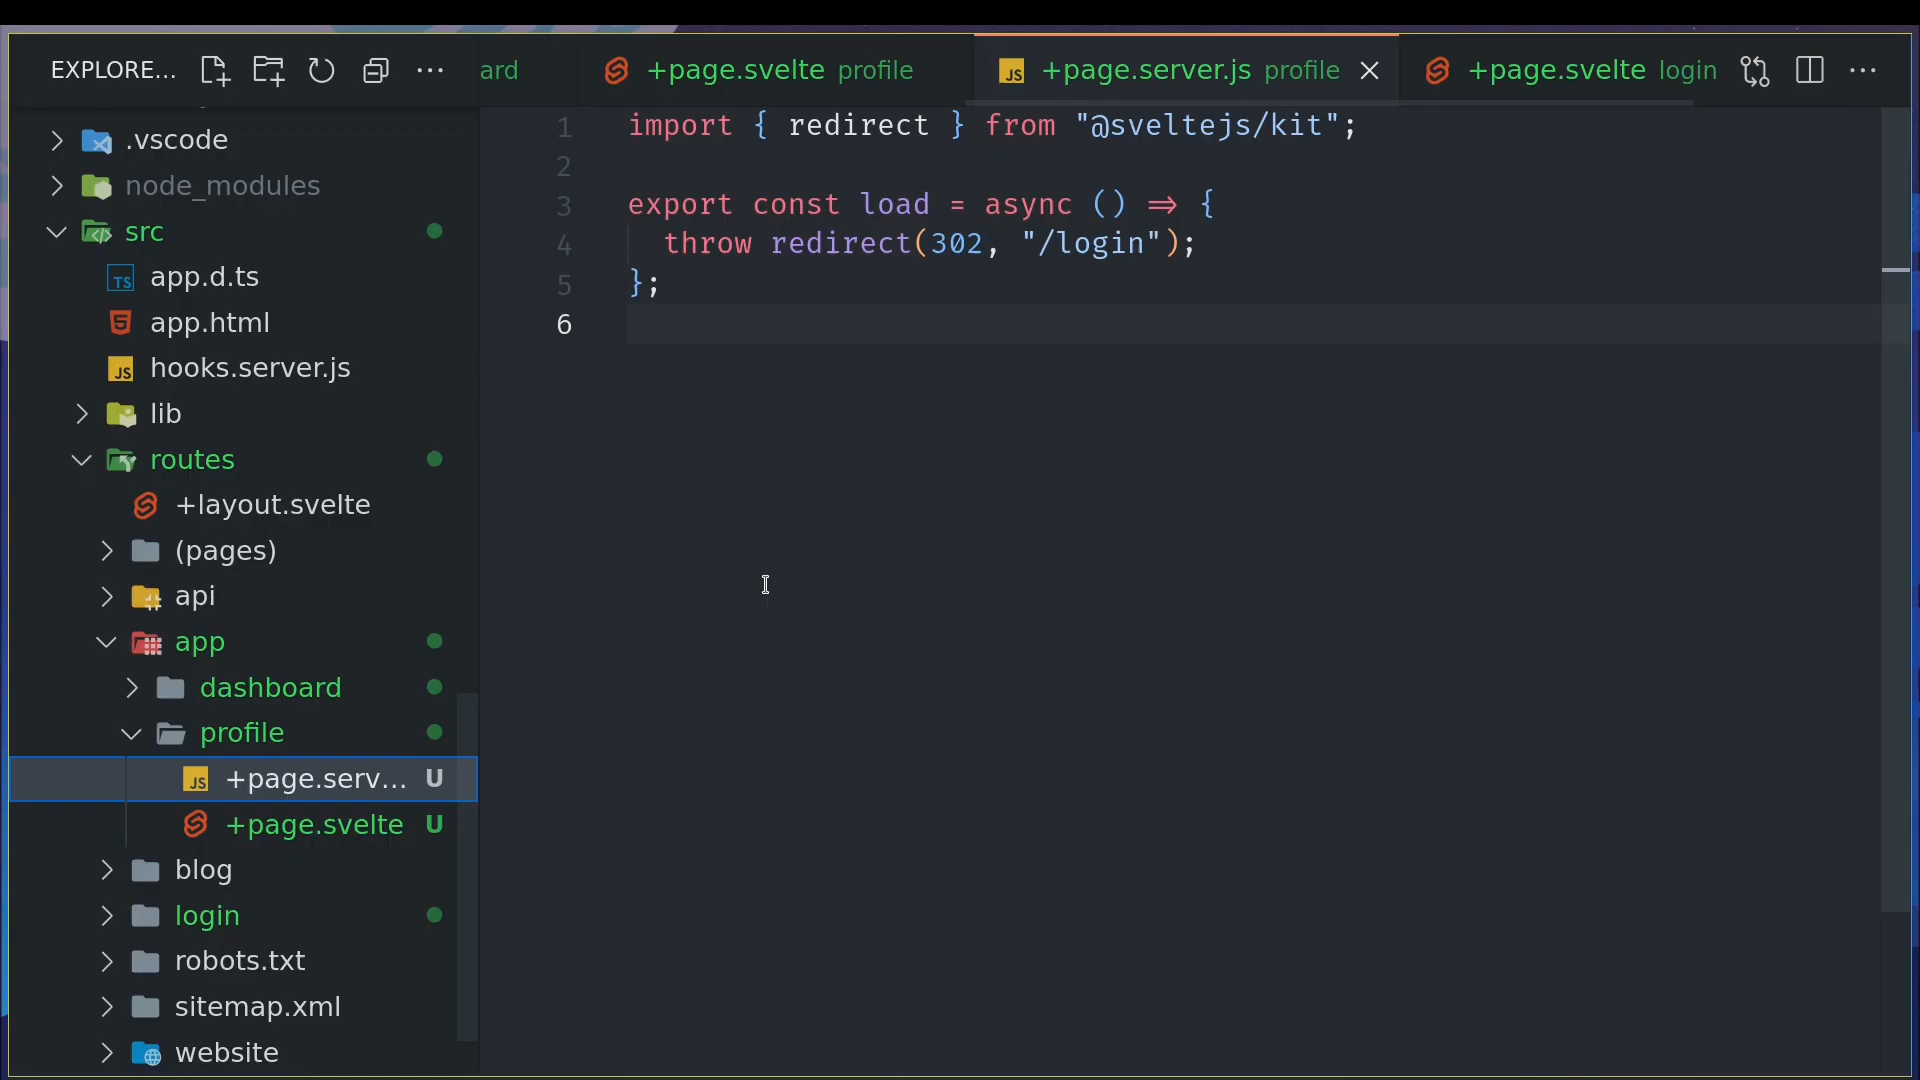 EXPLORE...
ard
+page.svelte profile
+page.server.js profile
+page.svelte login
.vscode
node_modules
src
app.d.ts
app.html
hooks.server.js
lib
routes
+layout.svelte
(pages)
api
app
dashboard
profile
+page.serv... U
+page.svelte U
blog
login
robots.txt
sitemap.xml
website
1 import { redirect } from "@sveltejs/kit";
2
3 export const load = async () => {
4 throw redirect(302, "/login");
5 };
6